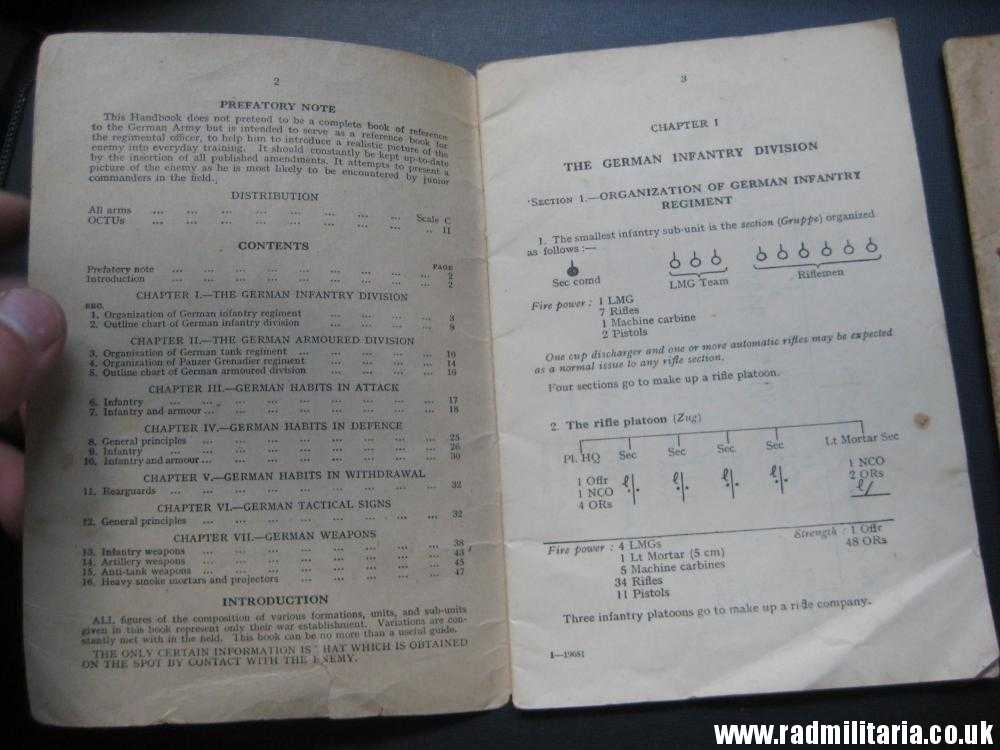 2
PREFATORY NOTE
This Handbook does not pretend to be a complete book of reference
to the German Army but is intended to serve as a reference book for
the regimental officer, to help him to introduce a realistic picture of the
enemy into everyday training. It should constantly be kept up-to-date
by the insertion of all published amendments. It attempts to present a
picture of the enemy as he is most likely to be encountered by junior
commanders in the field.
DISTRIBUTION
All arms ... ... ... ... ... ... ... Scale C
OCTUs ... ... ... ... ... ... ... ,, II
CONTENTS
PAGE
Prefatory note ... ... ... ... ... ... ... 2
Introduction ... ... ... ... ... ... ... 2
CHAPTER I.—THE GERMAN INFANTRY DIVISION
SEC.
1. Organization of German infantry regiment ... ... ... 3
2. Outline chart of German infantry division ... ... ... 9
CHAPTER II.—THE GERMAN ARMOURED DIVISION
3. Organization of German tank regiment ... ... ... ... 10
4. Organization of Panzer Grenadier regiment ... ... ... 14
5. Outline chart of German armoured division ... ... ... 16
CHAPTER III.—GERMAN HABITS IN ATTACK
6. Infantry ... ... ... ... ... ... ... 17
7. Infantry and armour ... ... ... ... ... ... 18
CHAPTER IV.—GERMAN HABITS IN DEFENCE
8. General principles ... ... ... ... ... ... 25
9. Infantry ... ... ... ... ... ... ... 26
10. Infantry and armour ... ... ... ... ... ... 30
CHAPTER V.—GERMAN HABITS IN WITHDRAWAL
11. Rearguards ... ... ... ... ... ... ... 32
CHAPTER VI.—GERMAN TACTICAL SIGNS
12. General principles ... ... ... ... ... ... 32
CHAPTER VII.—GERMAN WEAPONS
13. Infantry weapons ... ... ... ... ... ... 38
14. Artillery weapons ... ... ... ... ... ... 43
15. Anti-tank weapons ... ... ... ... ... ... 45
16. Heavy smoke mortars and projectors ... ... ... ... 47
INTRODUCTION
ALL figures of the composition of various formations, units, and sub-units
given in this book represent only their war establishment. Variations are con-
stantly met with in the field. This book can be no more than a useful guide.
THE ONLY CERTAIN INFORMATION IS HAT WHICH IS OBTAINED
ON THE SPOT BY CONTACT WITH THE ENEMY.
3
CHAPTER I
THE GERMAN INFANTRY DIVISION
SECTION 1.—ORGANIZATION OF GERMAN INFANTRY
REGIMENT
1. The smallest infantry sub-unit is the section (Gruppe) organized
as follows :—
Sec comd LMG Team Riflemen
Fire power : 1 LMG
7 Rifles
1 Machine carbine
2 Pistols
One cup discharger and one or more automatic rifles may be expected
as a normal issue to any rifle section.
Four sections go to make up a rifle platoon.
2. The rifle platoon (Zug)
Pl. HQ Sec Sec Sec Sec Lt Mortar Sec
1 Offr 1 NCO
1 NCO 2 ORs
4 ORs
Strength : 1 Offr
48 ORs
Fire power : 4 LMGs
1 Lt Mortar (5 cm)
5 Machine carbines
34 Rifles
11 Pistols
Three infantry platoons go to make up a rifle company.
1—19681
www.radmilitaria.co.uk